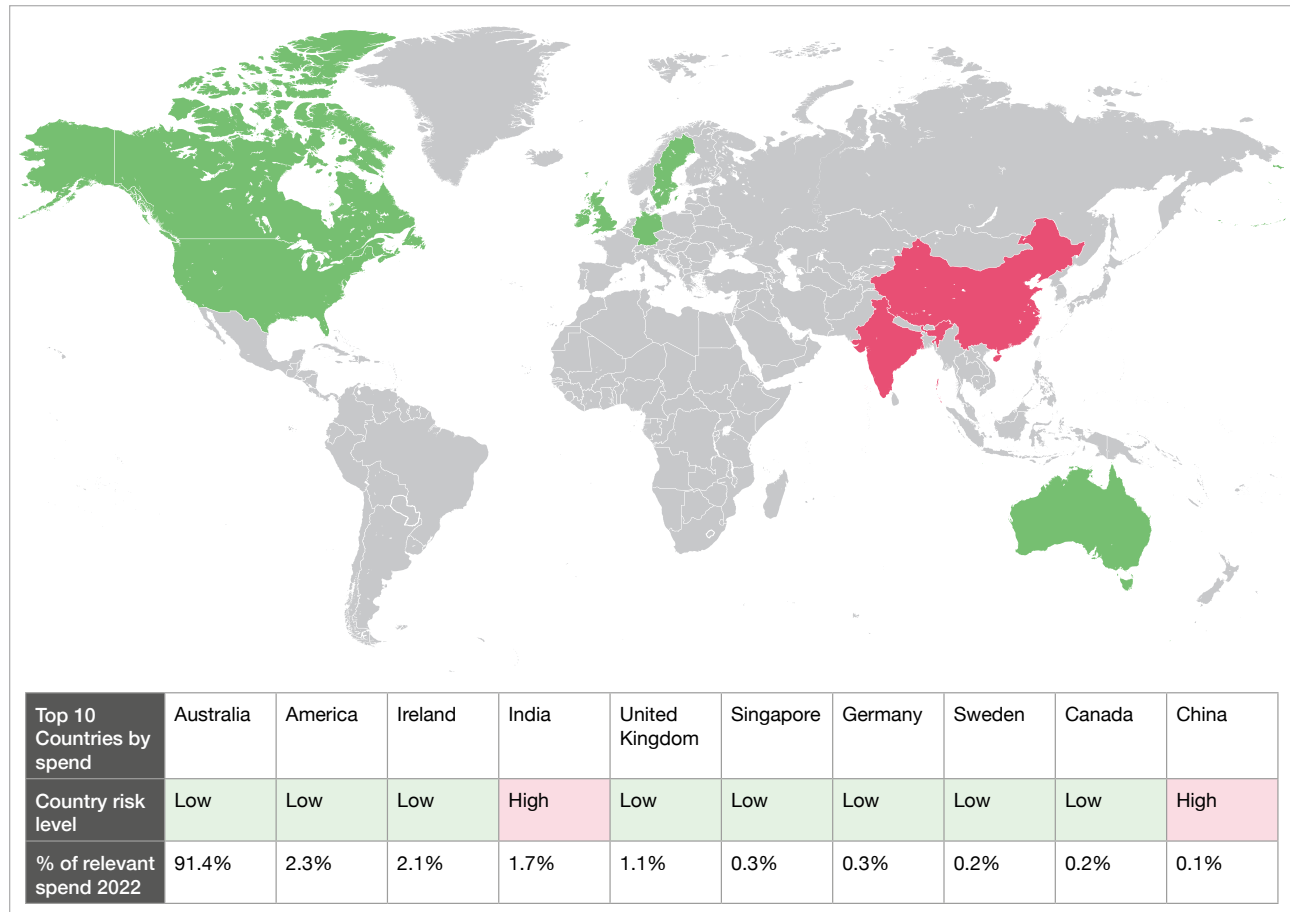 Top 10 Countries by spend
Australia
America
Ireland
India
United Kingdom
Singapore
Germany
Sweden
Canada
China
Country risk level
Low
Low
Low
High
Low
Low
Low
Low
Low
High
% of relevant spend 2022
91.4%
2.3%
2.1%
1.7%
1.1%
0.3%
0.3%
0.2%
0.2%
0.1%